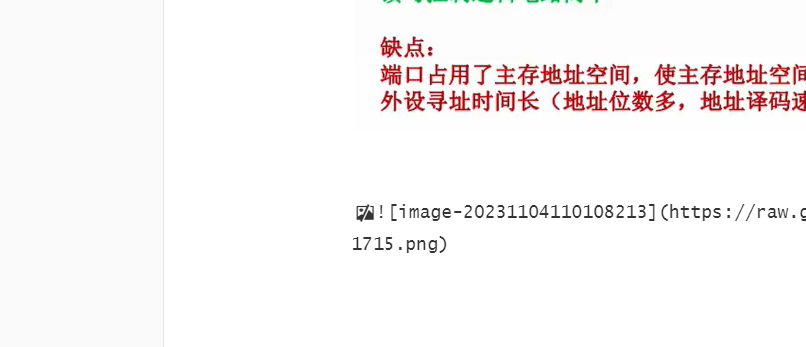 缺点：
端口占用了主存地址空间，使主存地址空间
外设寻址时间长（地址位数多，地址译码速
![image-20231104110108213](https://raw.g
1715.png)